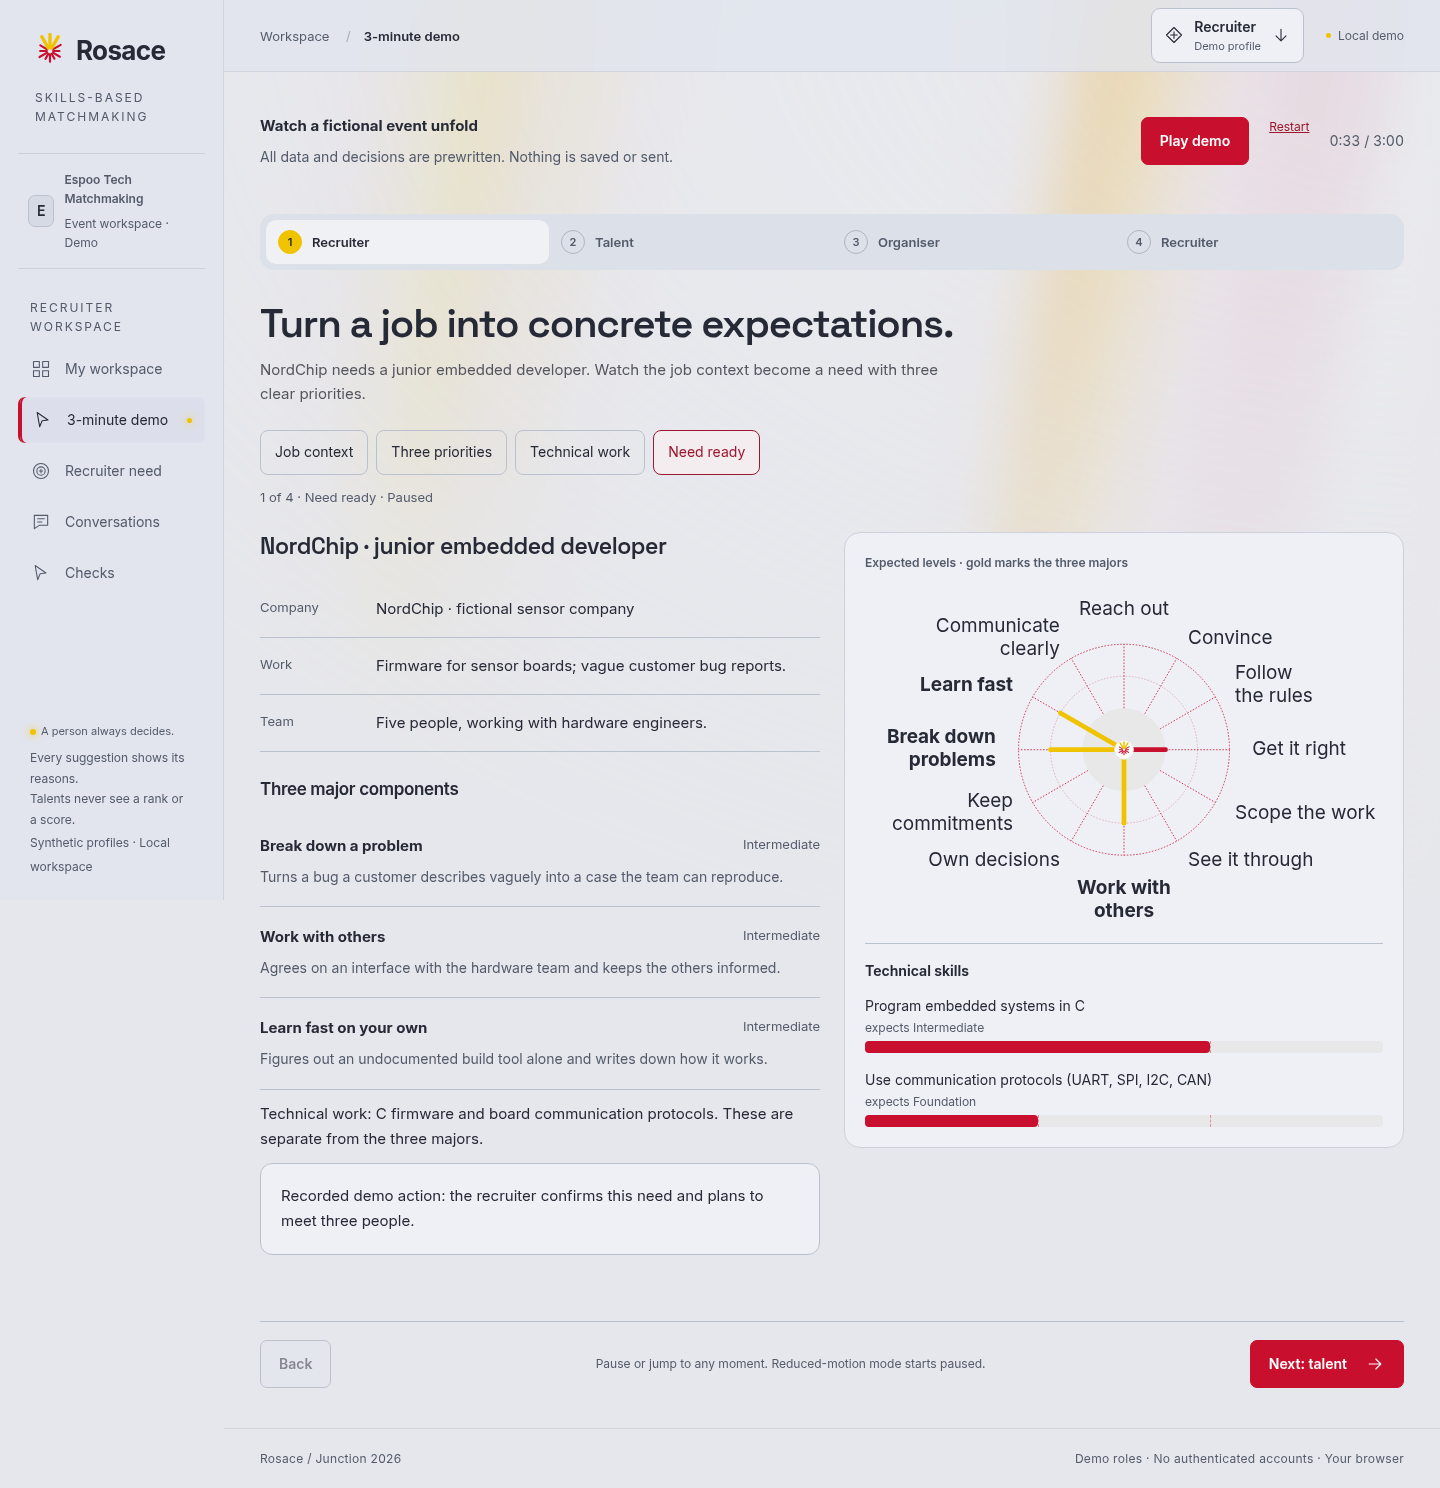 Rosace
SKILLS-BASED
MATCHMAKING
E
Espoo Tech
Matchmaking
Event workspace ·
Demo
RECRUITER
WORKSPACE
My workspace
3-minute demo
Recruiter need
Conversations
Checks
A person always decides.
Every suggestion shows its
reasons.
Talents never see a rank or
a score.
Synthetic profiles · Local
workspace
Workspace / 3-minute demo
Recruiter
Demo profile
Local demo
Watch a fictional event unfold
All data and decisions are prewritten. Nothing is saved or sent.
Play demo
Restart
0:33 / 3:00
1 Recruiter
2 Talent
3 Organiser
4 Recruiter
Turn a job into concrete expectations.
NordChip needs a junior embedded developer. Watch the job context become a need with three
clear priorities.
Job context
Three priorities
Technical work
Need ready
1 of 4 · Need ready · Paused
NordChip · junior embedded developer
Company NordChip · fictional sensor company
Work Firmware for sensor boards; vague customer bug reports.
Team Five people, working with hardware engineers.
Three major components
Break down a problem Intermediate
Turns a bug a customer describes vaguely into a case the team can reproduce.
Work with others Intermediate
Agrees on an interface with the hardware team and keeps the others informed.
Learn fast on your own Intermediate
Figures out an undocumented build tool alone and writes down how it works.
Technical work: C firmware and board communication protocols. These are
separate from the three majors.
Recorded demo action: the recruiter confirms this need and plans to
meet three people.
Expected levels · gold marks the three majors
Reach out
Convince
Follow
the rules
Get it right
Scope the work
See it through
Work with
others
Own decisions
Keep
commitments
Break down
problems
Learn fast
Communicate
clearly
Technical skills
Program embedded systems in C
expects Intermediate
Use communication protocols (UART, SPI, I2C, CAN)
expects Foundation
Back
Pause or jump to any moment. Reduced-motion mode starts paused.
Next: talent
Rosace / Junction 2026
Demo roles · No authenticated accounts · Your browser